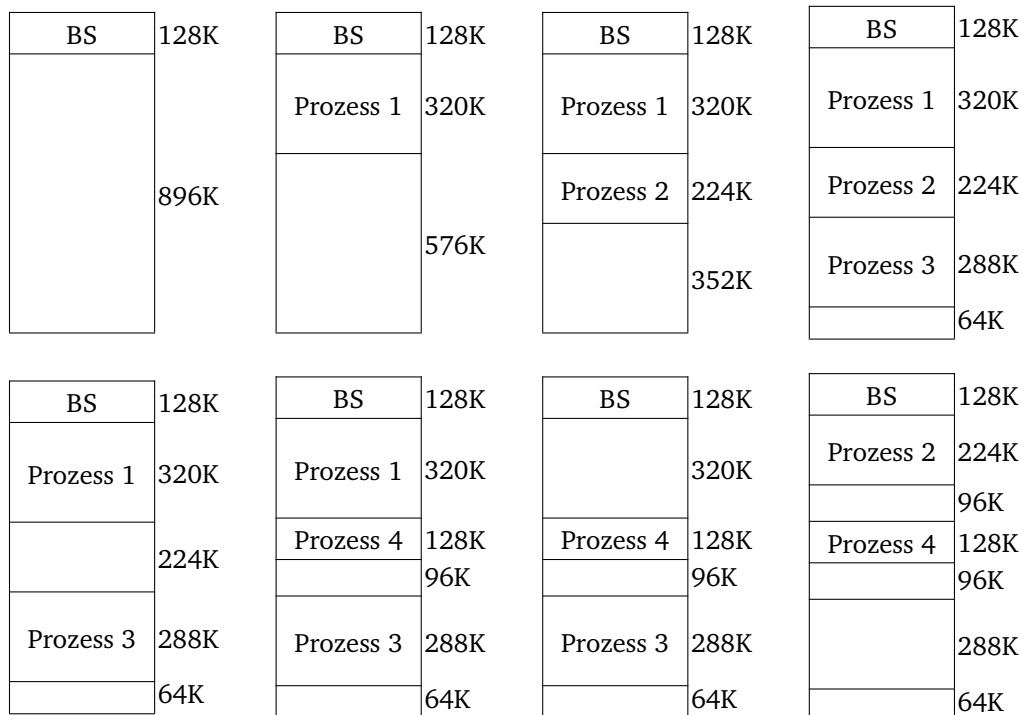 BS 128K
896K
BS 128K
Prozess 1 320K
576K
BS 128K
Prozess 1 320K
Prozess 2 224K
352K
BS 128K
Prozess 1 320K
Prozess 2 224K
Prozess 3 288K
64K
BS 128K
Prozess 1 320K
224K
Prozess 3 288K
64K
BS 128K
Prozess 1 320K
Prozess 4 128K
96K
Prozess 3 288K
64K
BS 128K
320K
Prozess 4 128K
96K
Prozess 3 288K
64K
BS 128K
Prozess 2 224K
96K
Prozess 4 128K
96K
288K
64K